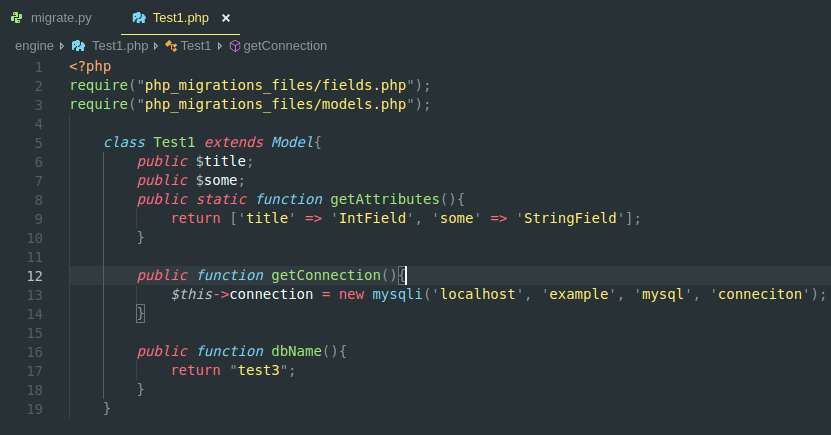 migrate.py Test1.php ×
engine Test1.php Test1 getConnection
1 <?php
2 require("php_migrations_files/fields.php");
3 require("php_migrations_files/models.php");
4
5 class Test1 extends Model{
6 public $title;
7 public $some;
8 public static function getAttributes(){
9 return ['title' => 'IntField', 'some' => 'StringField'];
10 }
11
12 public function getConnection(){
13 $this->connection = new mysqli('localhost', 'example', 'mysql', 'conneciton');
14 }
15
16 public function dbName(){
17 return "test3";
18 }
19 }